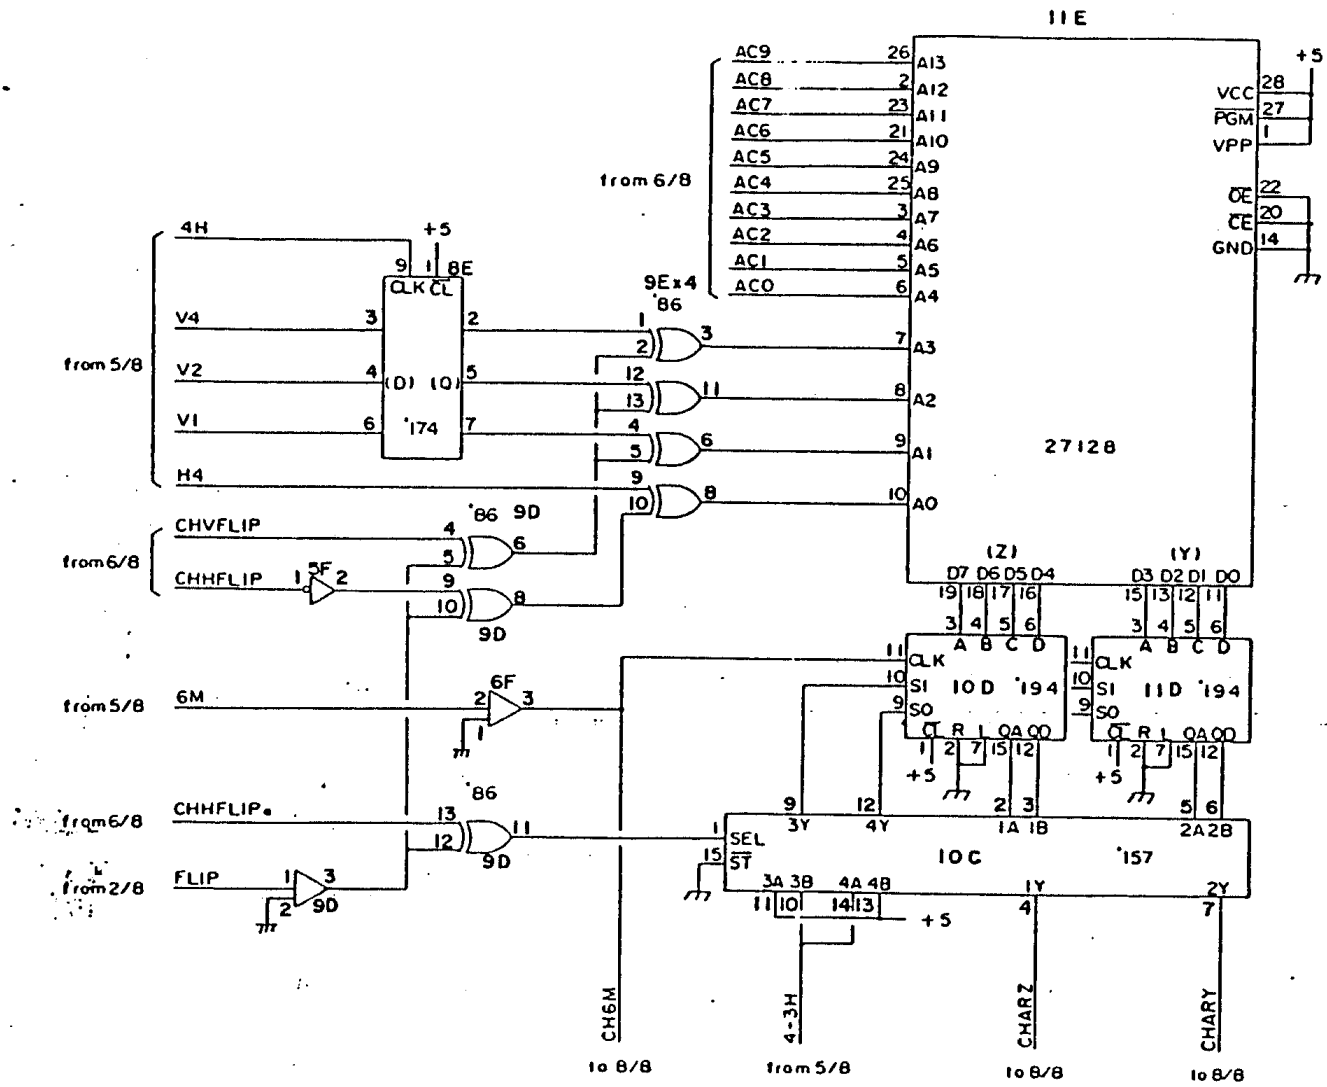 11E
AC9 26 A13
AC8 2 A12
AC7 23 A11
AC6 21 A10
AC5 24 A9
AC4 25 A8
AC3 3 A7
AC2 4 A6
AC1 5 A5
AC0 6 A4
from 6/8
+5
VCC 28
PGM 27
VPP 1
OE 22
CE 20
GND 14
4H
+5
9 1 8E
CLK CL
9Ex4
'86
V4 3 2 1 3 7 A3
2
from 5/8
V2 4 (D) (Q) 5 12 11 8 A2
13
V1 6 '174 7 4 6 9 A1
5
27128
H4 9 8 10 A0
10
'86 9D
CHVFLIP 4 6
5
from 6/8
CHHFLIP 1 5F 2 9 8
10
9D
(Z) (Y)
D7 D6 D5 D4 D3 D2 D1 D0
19 18 17 16 15 13 12 11
3 4 5 6 3 4 5 6
A B C D A B C D
11 CLK 11 CLK
10 S1 10D '194 10 S1 11D '194
9 S0 9 S0
CL R L QA QD CL R L QA QD
1 2 7 15 12 1 2 7 15 12
+5 +5
from 5/8 6M 2 6F 3
1
'86
from 6/8 CHHFLIP 13 11
12
9D
from 2/8 FLIP 1 3
2 9D
9 12 2 3 5 6
3Y 4Y 1A 1B 2A 2B
1 SEL
15 ST
10C '157
3A 3B 4A 4B 1Y 2Y
11 10 14 13 4 7
+5
CH6M
4-3H
CHARZ
CHARY
to 8/8 from 5/8 to 8/8 to 8/8